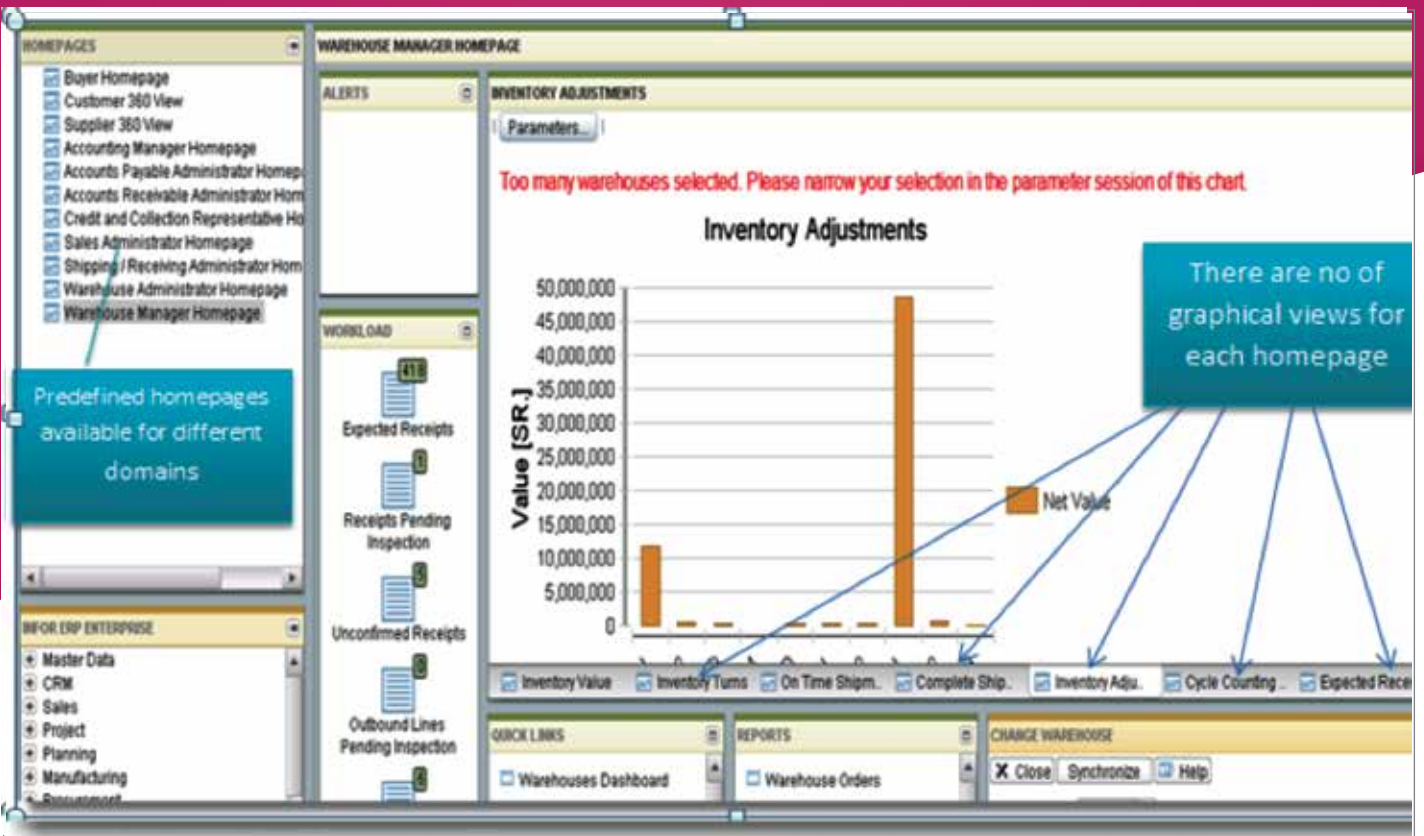 HOMEPAGES
Buyer Homepage
Customer 360 View
Supplier 360 View
Accounting Manager Homepage
Accounts Payable Administrator Homep
Accounts Receivable Administrator Hom
Credit and Collection Representative Ho
Sales Administrator Homepage
Shipping / Receiving Administrator Hom
Warehouse Administrator Homepage
Warehouse Manager Homepage
Predefined homepages
available for different
domains
INFOR ERP ENTERPRISE
Master Data
CRM
Sales
Project
Planning
Manufacturing
Procurement
WAREHOUSE MANAGER HOMEPAGE
ALERTS
WORKLOAD
418
Expected Receipts
1
Receipts Pending
Inspection
5
Unconfirmed Receipts
0
Outbound Lines
Pending Inspection
6
INVENTORY ADJUSTMENTS
Parameters...
Too many warehouses selected. Please narrow your selection in the parameter session of this chart.
Inventory Adjustments
Value [SR.]
50,000,000
45,000,000
40,000,000
35,000,000
30,000,000
25,000,000
20,000,000
15,000,000
10,000,000
5,000,000
0
Net Value
There are no of
graphical views for
each homepage
Inventory Value
Inventory Turns
On Time Shipm..
Complete Ship..
Inventory Adju..
Cycle Counting ..
Expected Rece
QUICK LINKS
Warehouses Dashboard
REPORTS
Warehouse Orders
CHANGE WAREHOUSE
X Close Synchronize Help